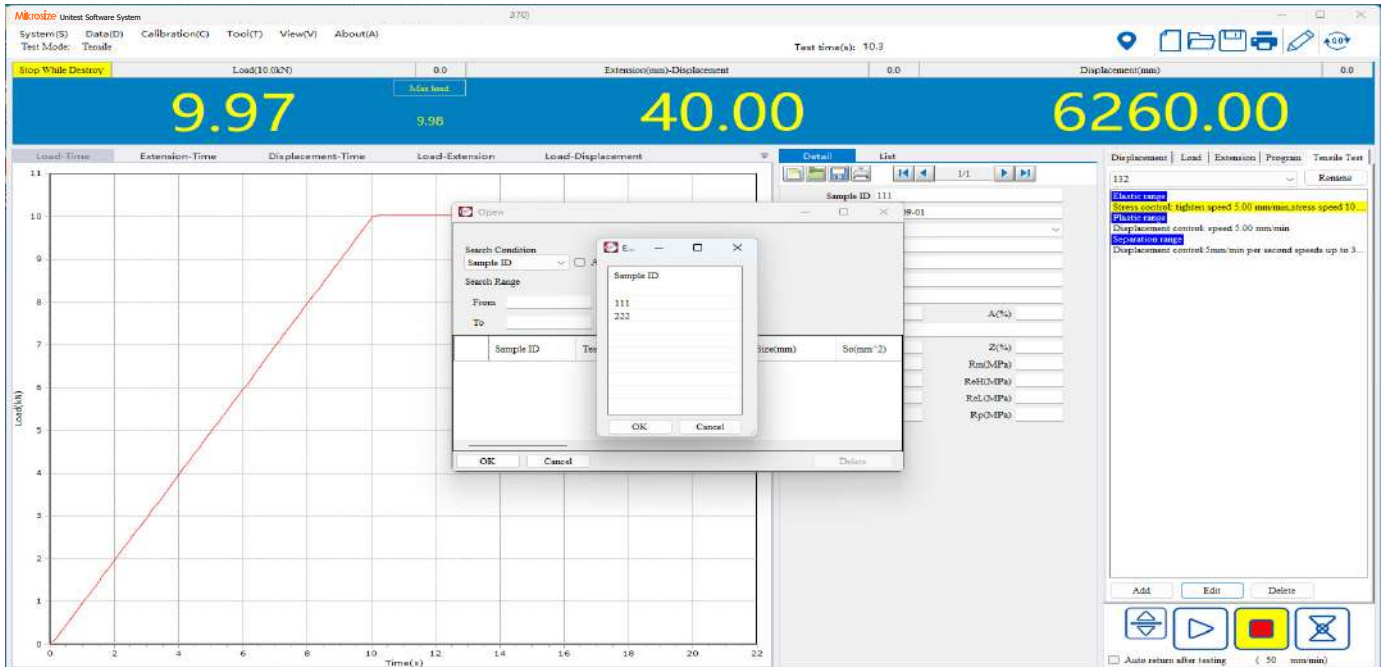 Mikrosize Unitest Software System
370)
System(S) Data(D) Calibration(C) Tool(T) View(V) About(A)
Test Mode: Tensile
Test time(s): 10.3
Stop While Destroy
Load(10.0kN)
0.0
Extension(mm)-Displacement
0.0
Displacement(mm)
0.0
9.97
Max load
9.98
40.00
6260.00
Load-Time
Extension-Time
Displacement-Time
Load-Extension
Load-Displacement
11
10
9
8
7
6
5
4
3
2
1
0
Load(kN)
0 2 4 6 8 10 12 14 16 18 20 22
Time(s)
Detail
List
1/1
Sample ID 111
09-01
A(%)
Z(%)
Rm(MPa)
ReH(MPa)
ReL(MPa)
Rp(MPa)
Open
Search Condition
Sample ID
A
Search Range
From
To
Sample ID
Tes
Size(mm)
So(mm^2)
OK
Cancel
Delete
E...
Sample ID
111
222
OK
Cancel
Displacement
Load
Extension
Program
Tensile Test
132
Rename
Elastic range
Stress control: tighten speed 5.00 mm/min,stress speed 10....
Plastic range
Displacement control: speed 5.00 mm/min
Separation range
Displacement control:5mm/min per second speeds up to 3...
Add
Edit
Delete
Auto return after testing ( 50 mm/min)